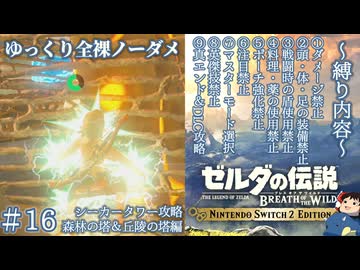 ゆっくり全裸ノーダメ
～縛り内容～
①ダメージ禁止
②頭・体・足の装備禁止
③戦闘時の盾使用禁止
④料理・薬の使用禁止
⑤ポーチ強化禁止
⑥注目禁止
⑦マスターモード選択
⑧英傑技禁止
⑨真エンド&DLC攻略
#16
シーカータワー攻略
森林の塔&丘陵の塔編
ゼルダの伝説
THE LEGEND OF ZELDA
BREATH OF THE WILD
NINTENDO SWITCH 2 EDITION